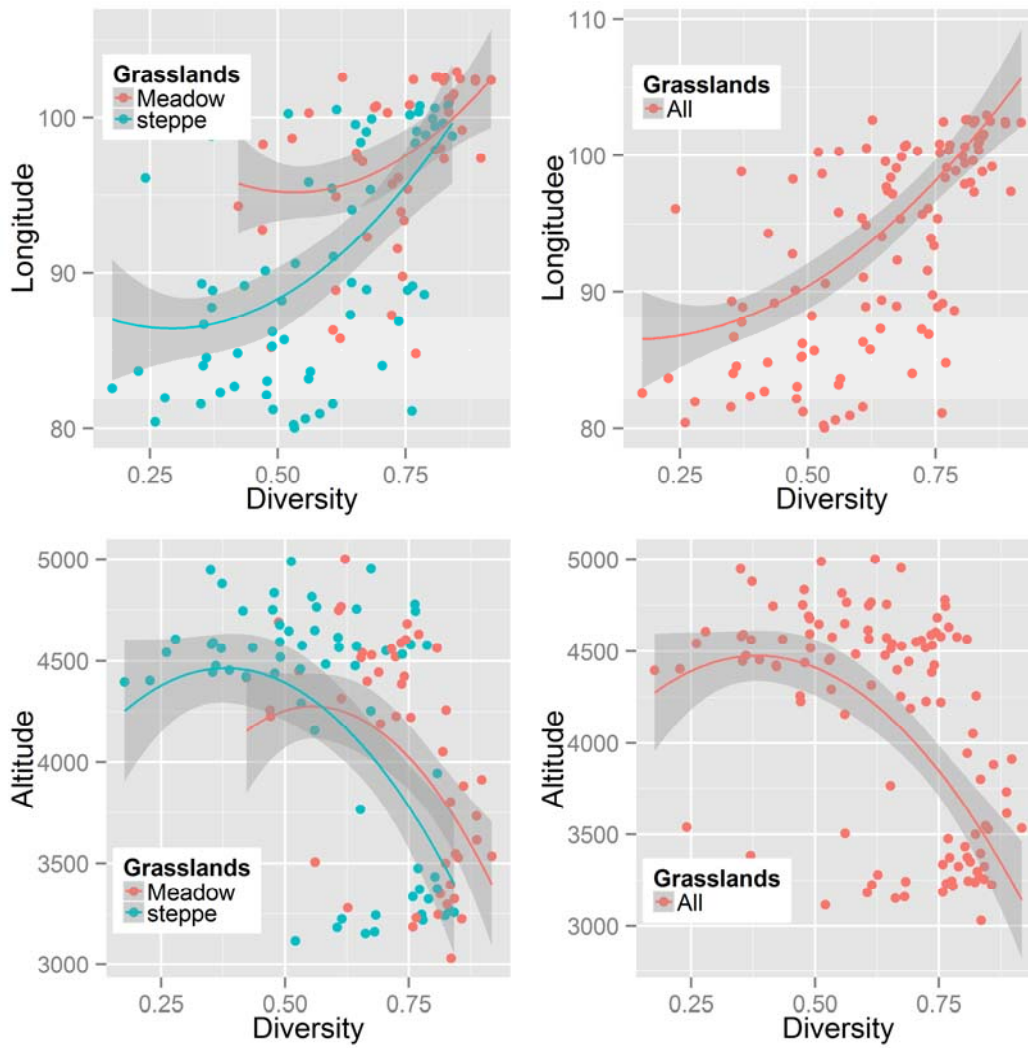 Longitude
100
90
80
Grasslands
Meadow
steppe
0.25
0.50
0.75
Diversity
Longitudee
110
100
90
80
Grasslands
All
0.25
0.50
0.75
Diversity
Altitude
5000
4500
4000
3500
3000
Grasslands
Meadow
steppe
0.25
0.50
0.75
Diversity
Altitude
5000
4500
4000
3500
3000
Grasslands
All
0.25
0.50
0.75
Diversity